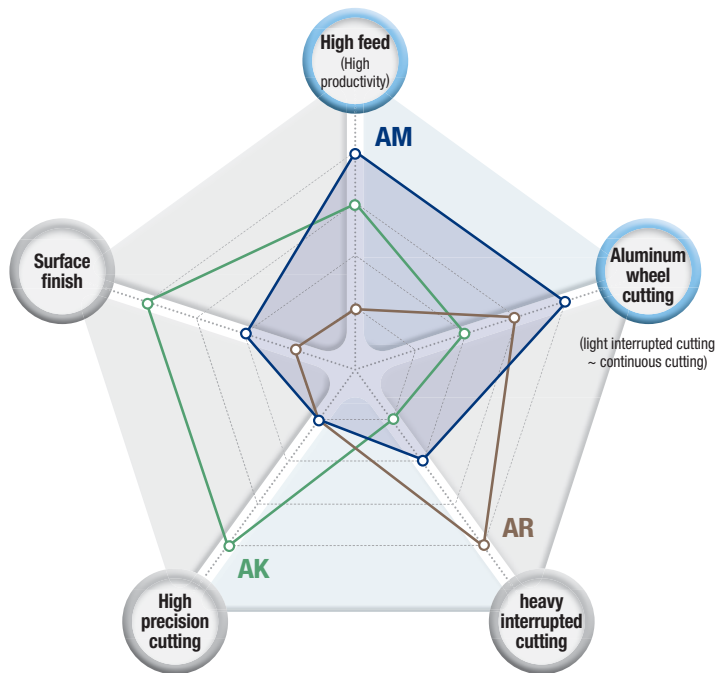 High feed
(High
productivity)
AM
Surface
finish
Aluminum
wheel
cutting
(light interrupted cutting
~ continuous cutting)
AR
AK
High
precision
cutting
heavy
interrupted
cutting